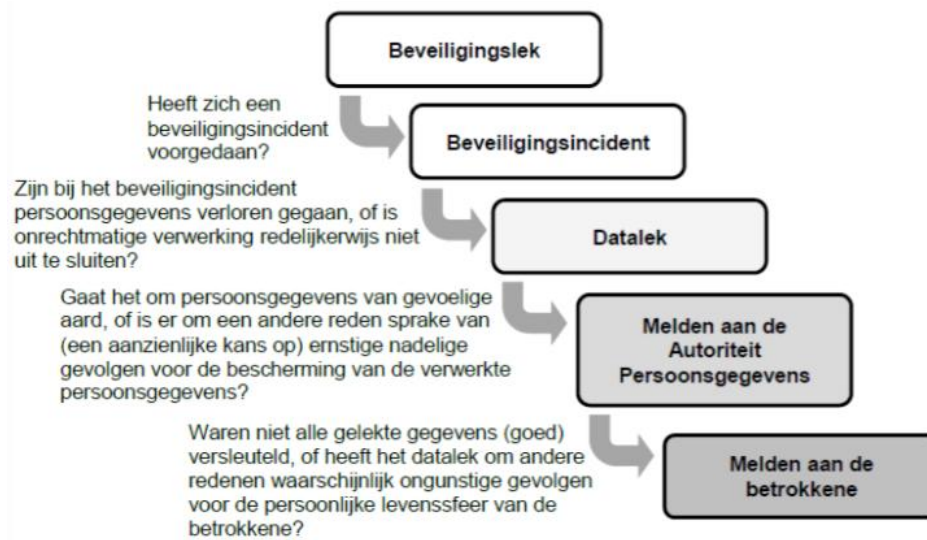 Beveiligingslek
Heeft zich een
beveiligingsincident
voorgedaan?
Beveiligingsincident
Zijn bij het beveiligingsincident
persoonsgegevens verloren gegaan, of is
onrechtmatige verwerking redelijkerwijs niet
uit te sluiten?
Datalek
Gaat het om persoonsgegevens van gevoelige
aard, of is er om een andere reden sprake van
(een aanzienlijke kans op) ernstige nadelige
gevolgen voor de bescherming van de verwerkte
persoonsgegevens?
Melden aan de
Autoriteit
Persoonsgegevens
Waren niet alle gelekte gegevens (goed)
versleuteld, of heeft het datalek om andere
redenen waarschijnlijk ongunstige gevolgen
voor de persoonlijke levenssfeer van de
betrokkene?
Melden aan de
betrokkene